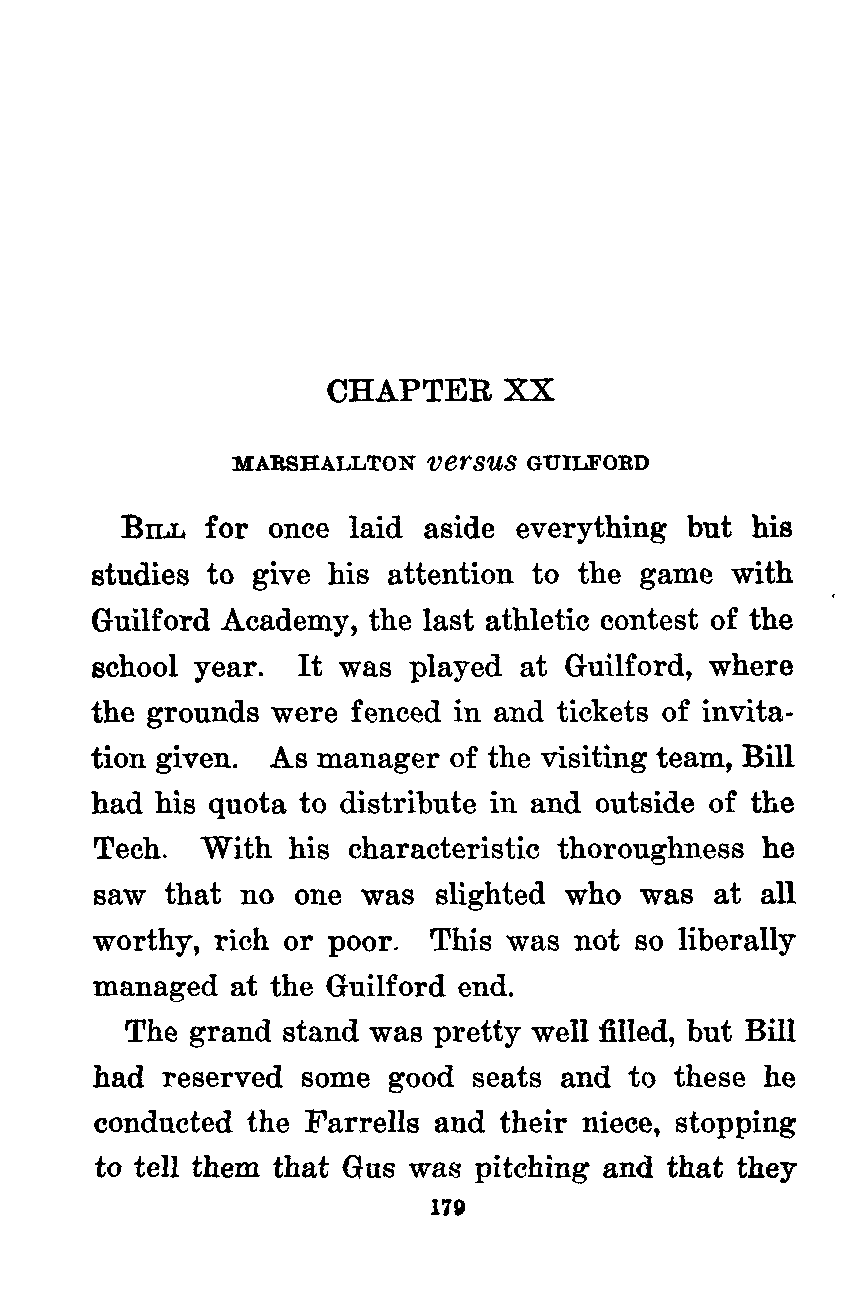 CHAPTER XX
MARSHALLTON versus GUILFORD
BILL for once laid aside everything but his
studies to give his attention to the game with
Guilford Academy, the last athletic contest of the
school year. It was played at Guilford, where
the grounds were fenced in and tickets of invita-
tion given. As manager of the visiting team, Bill
had his quota to distribute in and outside of the
Tech. With his characteristic thoroughness he
saw that no one was slighted who was at all
worthy, rich or poor. This was not so liberally
managed at the Guilford end.
The grand stand was pretty well filled, but Bill
had reserved some good seats and to these he
conducted the Farrells and their niece, stopping
to tell them that Gus was pitching and that they
179